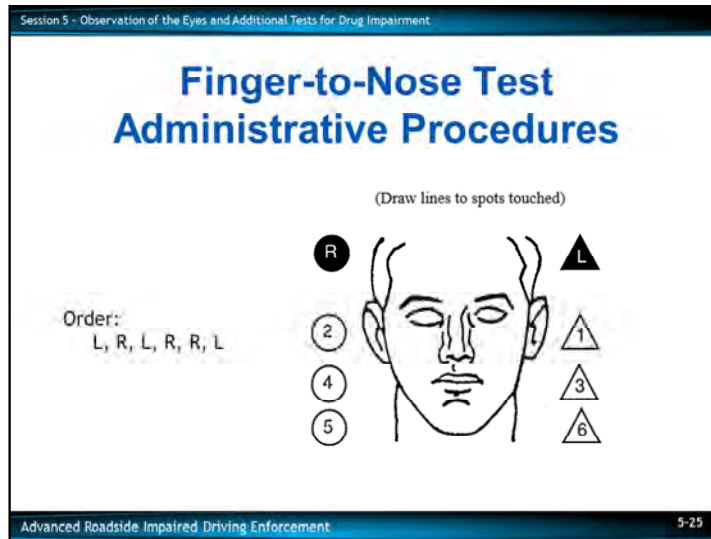 Session 5 - Observation of the Eyes and Additional Tests for Drug Impairment
Finger-to-Nose Test
Administrative Procedures
(Draw lines to spots touched)
R
L
Order:
L, R, L, R, R, L
2
1
4
3
5
6
Advanced Roadside Impaired Driving Enforcement
5-25